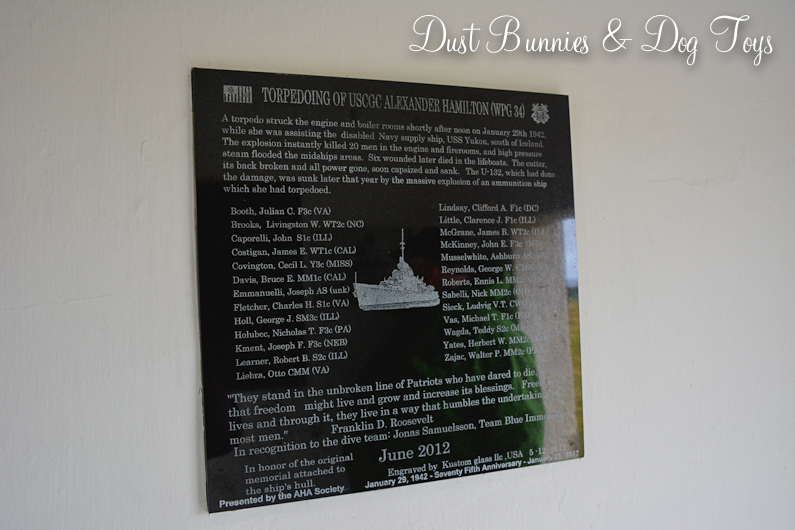 Dust Bunnies & Dog Toys
TORPEDOING OF USCGC ALEXANDER HAMILTON (WPG 34)
A torpedo struck the engine and boiler rooms shortly after noon on January 29th 1942,
while she was assisting the disabled Navy supply ship, USS Yukon, south of Iceland.
The explosion instantly killed 20 men in the engine and firerooms, and high pressure
steam flooded the midships areas. Six wounded later died in the lifeboats. The cutter,
its back broken and all power gone, soon capsized and sank. The U-132, which had done
the damage, was sunk later that year by the massive explosion of an ammunition ship
which she had torpedoed.
Booth, Julian C. F3c (VA)
Brooks, Livingston W. WT2c (NC)
Caporelli, John S1c (ILL)
Costigan, James E. WT1c (CAL)
Covington, Cecil L. Y3c (MISS)
Davis, Bruce E. MM1c (CAL)
Emmanuelli, Joseph AS (unk)
Fletcher, Charles H. S1c (VA)
Holl, George J. SM3c (ILL)
Holubec, Nicholas T. F3c (PA)
Kment, Joseph F. F3c (NEB)
Learner, Robert B. S2c (ILL)
Liebra, Otto CMM (VA)
Lindsay, Clifford A. F1c (DC)
Little, Clarence J. F1c (ILL)
McGrane, James B. WT2c (ILL)
McKinney, John E. F3c
Musselwhite, Ashburn
Reynolds, George W.
Roberts, Ennis L. MM2c
Sabelli, Nick MM2c
Sieck, Ludvig V.T.
Vas, Michael T. F1c
Wagda, Teddy S2c
Yates, Herbert W. MM2c
Zajac, Walter P. MM2c
"They stand in the unbroken line of Patriots who have dared to die.
that freedom might live and grow and increase its blessings.
lives and through it, they live in a way that humbles the undertaking
most men." Franklin D. Roosevelt
In recognition to the dive team: Jonas Samuelsson, Team Blue
June 2012
In honor of the original
memorial attached to
the ship's hull.
Engraved by Kustom glass llc ,USA
Presented by the AHA Society
January 29, 1942 - Seventy Fifth Anniversary - January